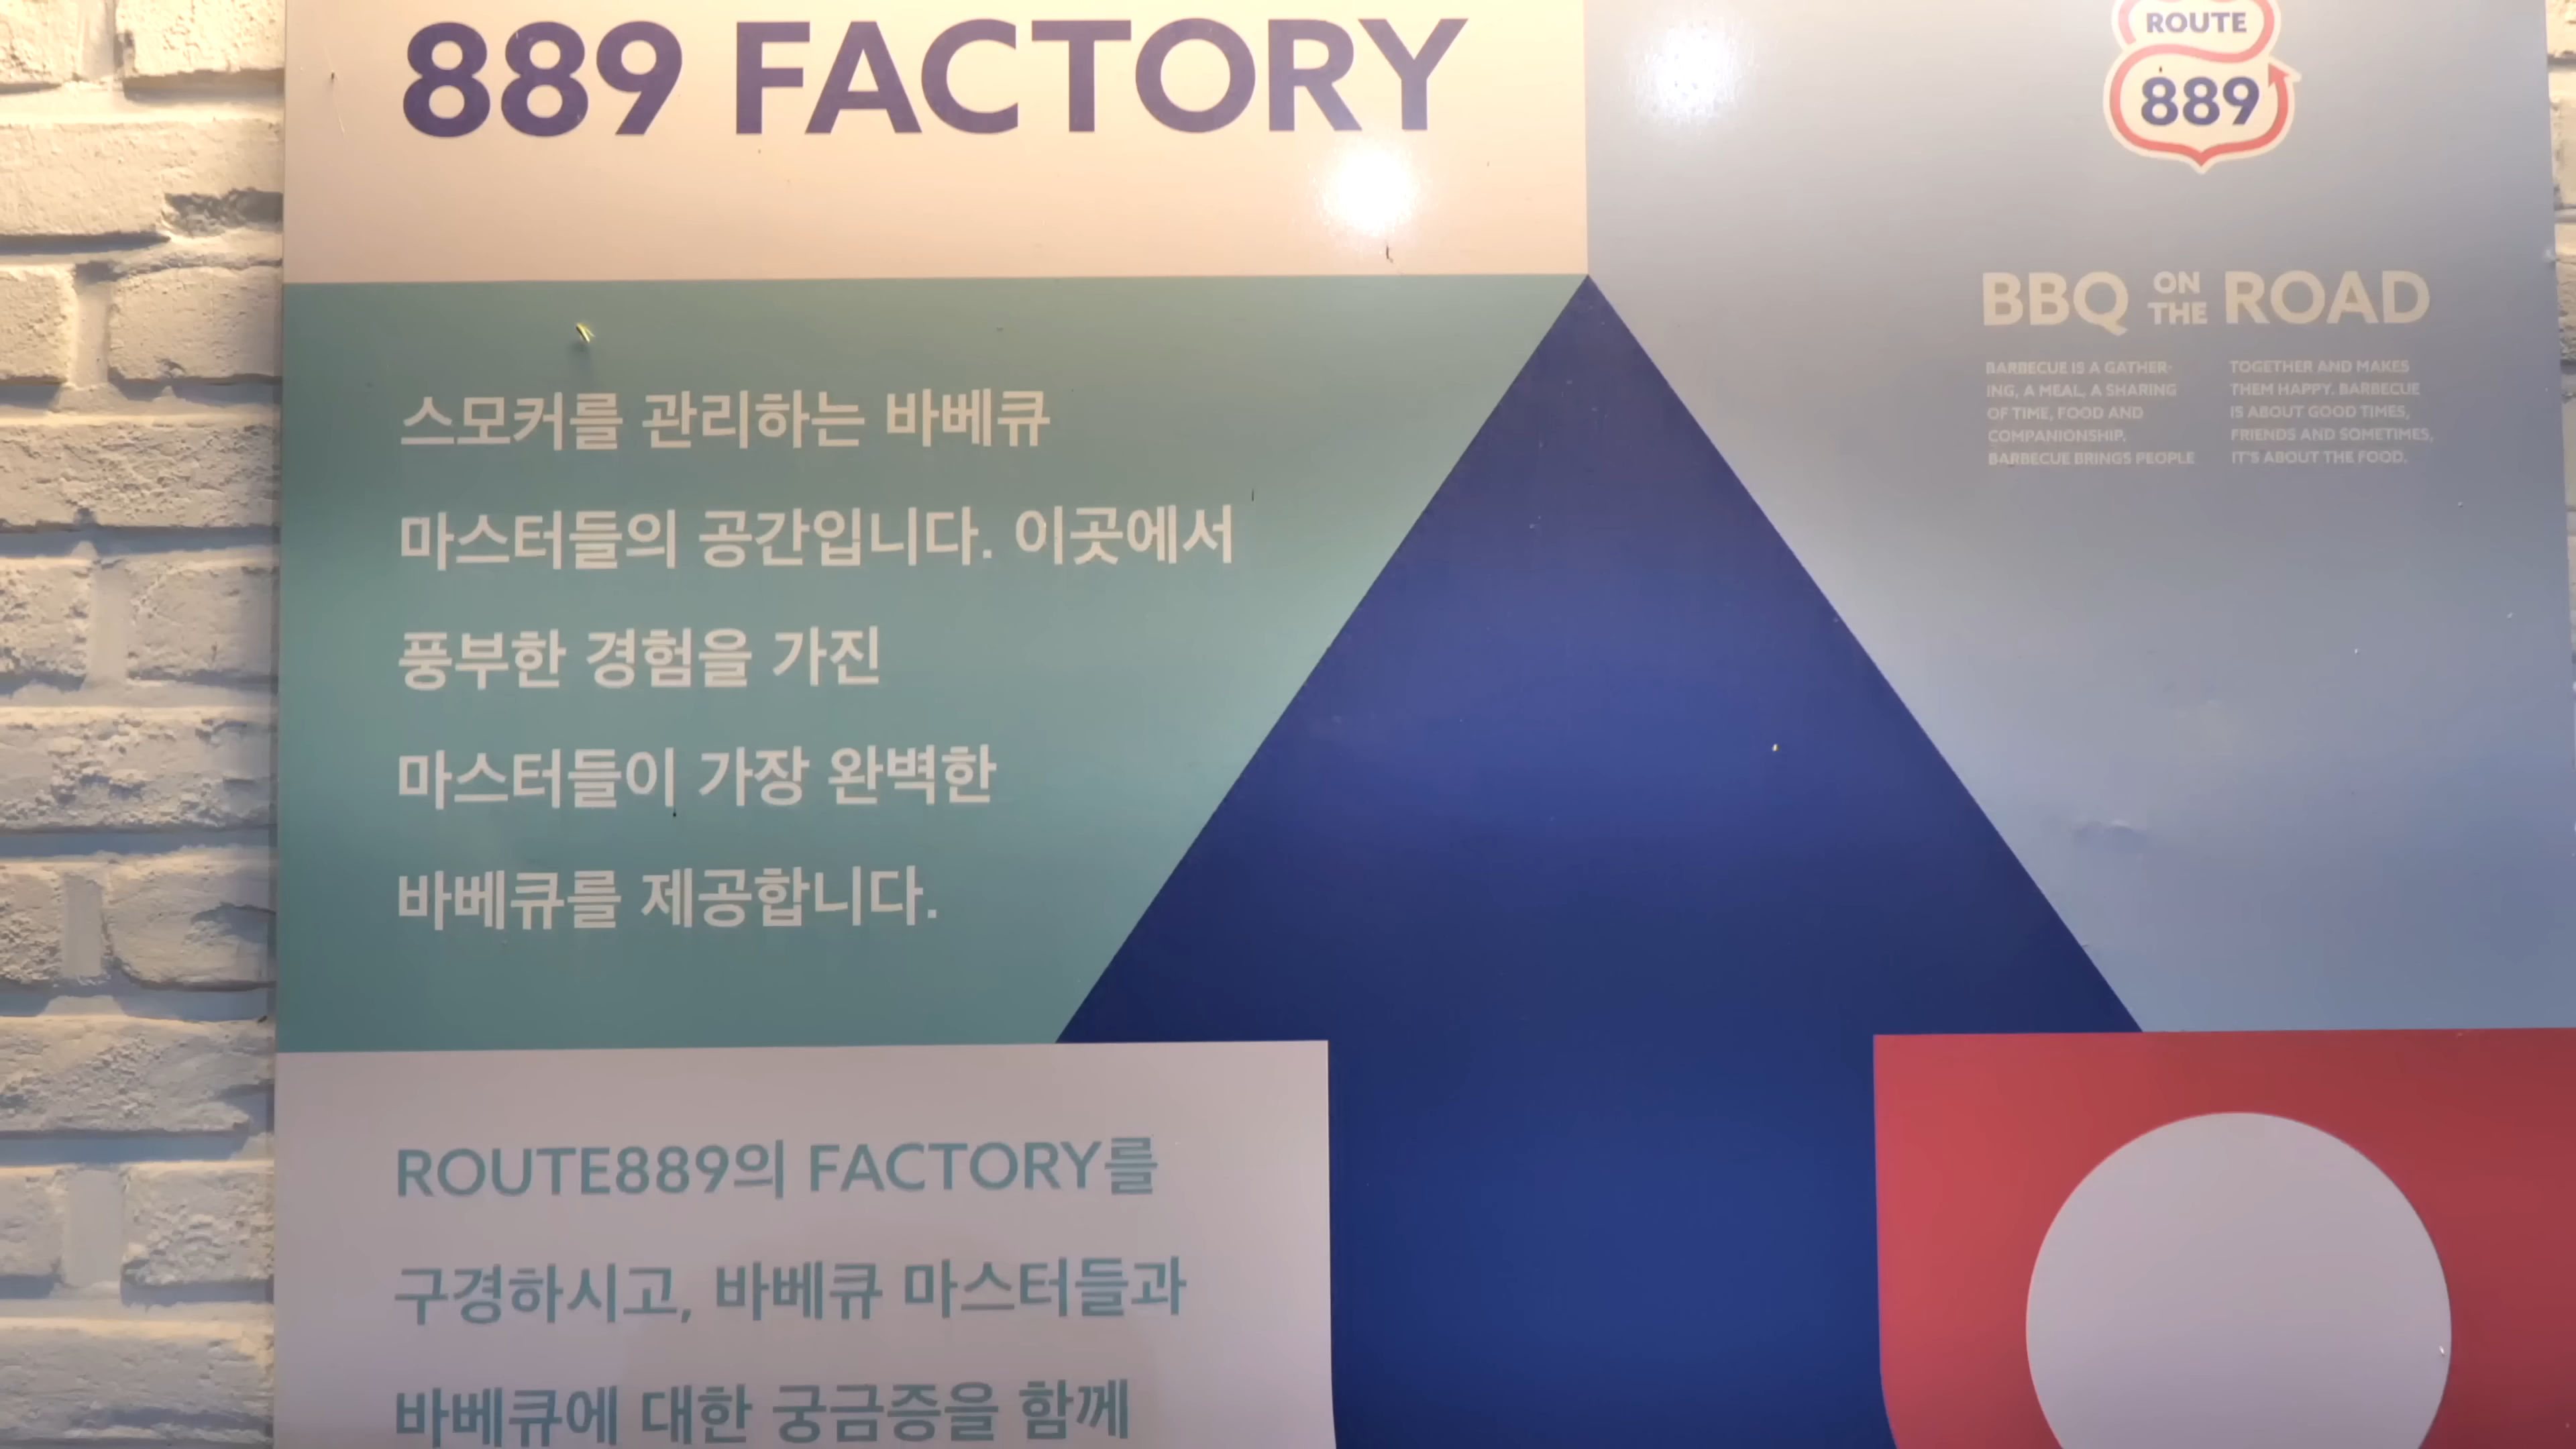 889 FACTORY
스모커를 관리하는 바베큐
마스터들의 공간입니다. 이곳에서
풍부한 경험을 가진
마스터들이 가장 완벽한
바베큐를 제공합니다.
ROUTE889의 FACTORY를
구경하시고, 바베큐 마스터들과
바베큐에 대한 궁금증을 함께
ROUTE
889
BBQ ON THE ROAD
BARBECUE IS A GATHER-
ING, A MEAL, A SHARING
OF TIME, FOOD AND
COMPANIONSHIP.
BARBECUE BRINGS PEOPLE
TOGETHER AND MAKES
THEM HAPPY. BARBECUE
IS ABOUT GOOD TIMES,
FRIENDS AND SOMETIMES,
IT'S ABOUT THE FOOD.